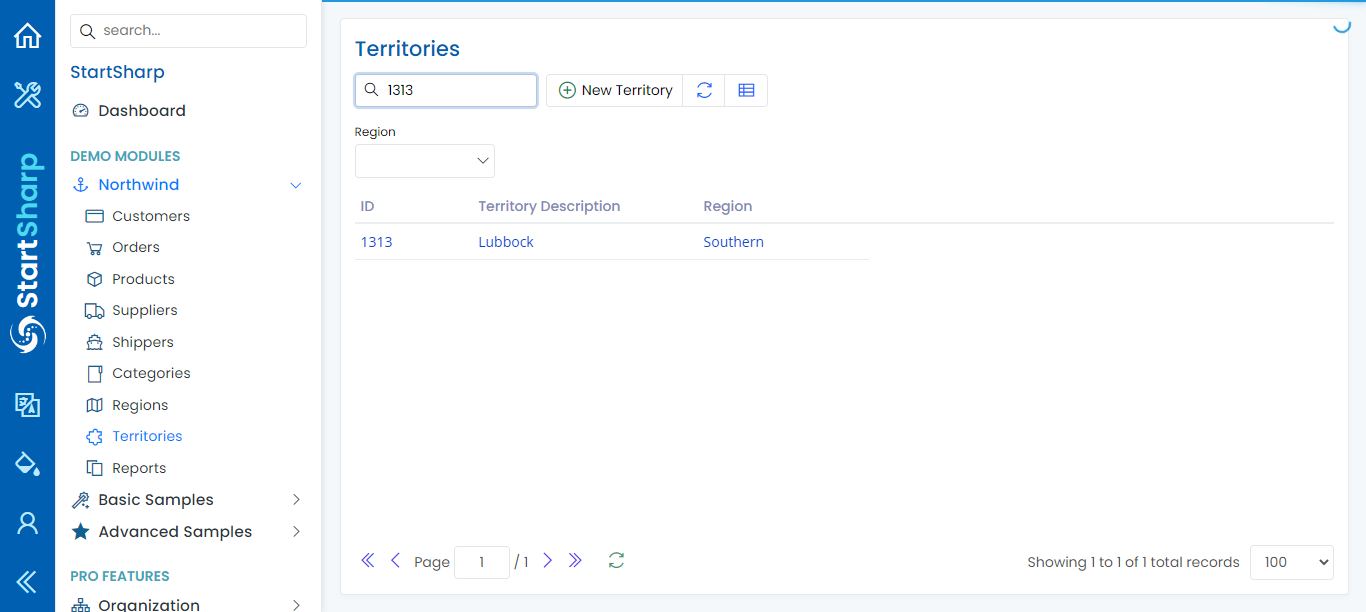 StartSharp
search...
StartSharp
Dashboard
DEMO MODULES
Northwind
Customers
Orders
Products
Suppliers
Shippers
Categories
Regions
Territories
Reports
Basic Samples
Advanced Samples
PRO FEATURES
Organization
Territories
1313
New Territory
Region
ID Territory Description Region
1313 Lubbock Southern
Page 1 / 1
Showing 1 to 1 of 1 total records 100